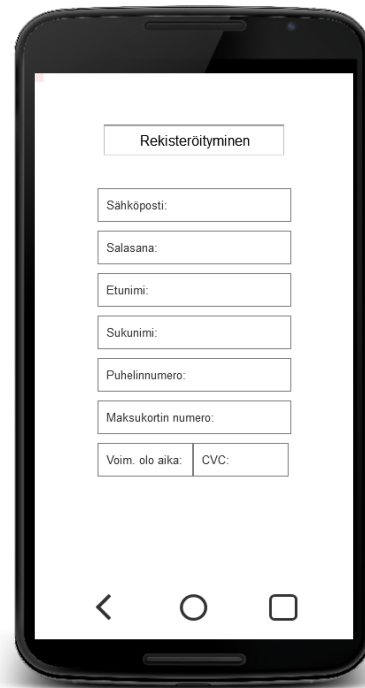 Rekisteröityminen
Sähköposti:
Salasana:
Etunimi:
Sukunimi:
Puhelinnumero:
Maksukortin numero:
Voim. olo aika: CVC: